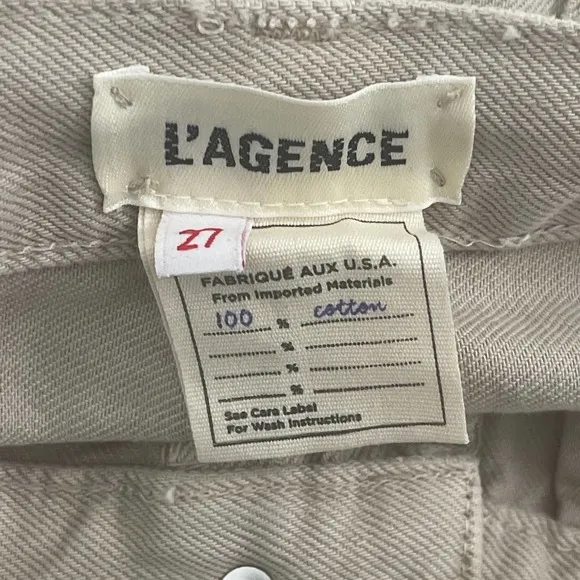 L'AGENCE
27
FABRIQUÉ AUX U.S.A.
From Imported Materials
100 % cotton
%
%
%
See Care Label
For Wash Instructions